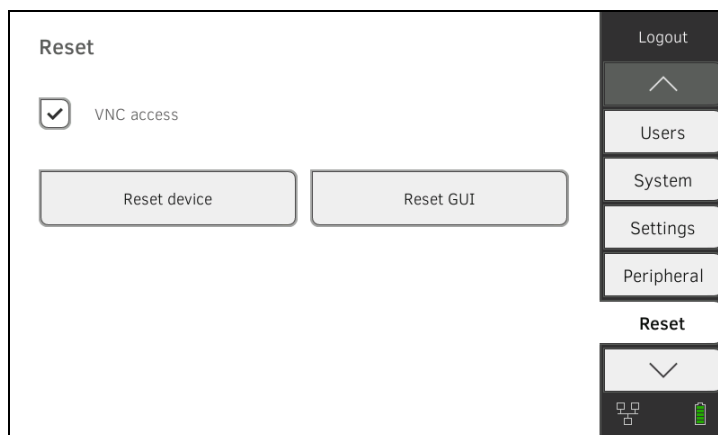 Reset
VNC access
Reset device
Reset GUI
Logout
Users
System
Settings
Peripheral
Reset